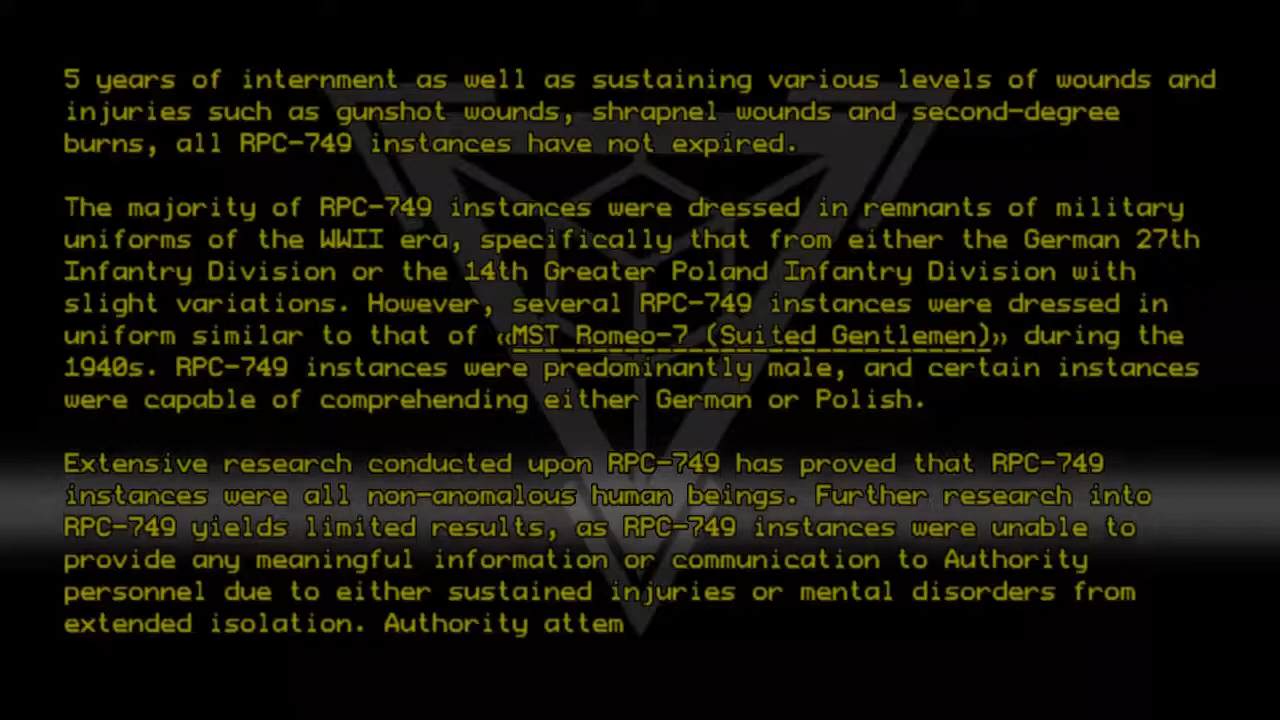 5 years of internment as well as sustaining various levels of wounds and
injuries such as gunshot wounds, shrapnel wounds and second-degree
burns, all RPC-749 instances have not expired.
The majority of RPC-749 instances were dressed in remnants of military
uniforms of the WWII era, specifically that from either the German 27th
Infantry Division or the 14th Greater Poland Infantry Division with
slight variations. However, several RPC-749 instances were dressed in
uniform similar to that of «MST Romeo-7 (Suited Gentlemen)» during the
1940s. RPC-749 instances were predominantly male, and certain instances
were capable of comprehending either German or Polish.
Extensive research conducted upon RPC-749 has proved that RPC-749
instances were all non-anomalous human beings. Further research into
RPC-749 yields limited results, as RPC-749 instances were unable to
provide any meaningful information or communication to Authority
personnel due to either sustained injuries or mental disorders from
extended isolation. Authority attem